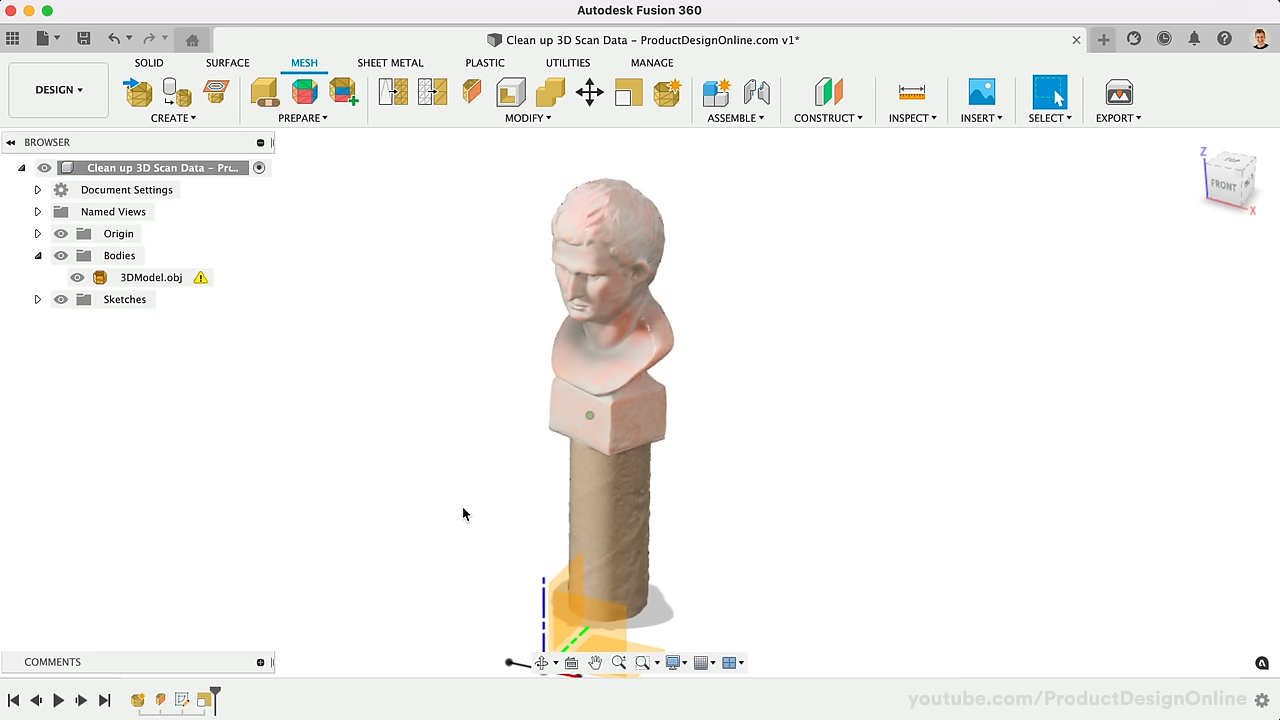 Autodesk Fusion 360
Clean up 3D Scan Data – ProductDesignOnline.com v1*
SOLID SURFACE MESH SHEET METAL PLASTIC UTILITIES MANAGE
DESIGN
CREATE PREPARE MODIFY ASSEMBLE CONSTRUCT INSPECT INSERT SELECT EXPORT
BROWSER
Clean up 3D Scan Data – Pr...
Document Settings
Named Views
Origin
Bodies
3DModel.obj
Sketches
Z
FRONT
X
COMMENTS
youtube.com/ProductDesignOnline